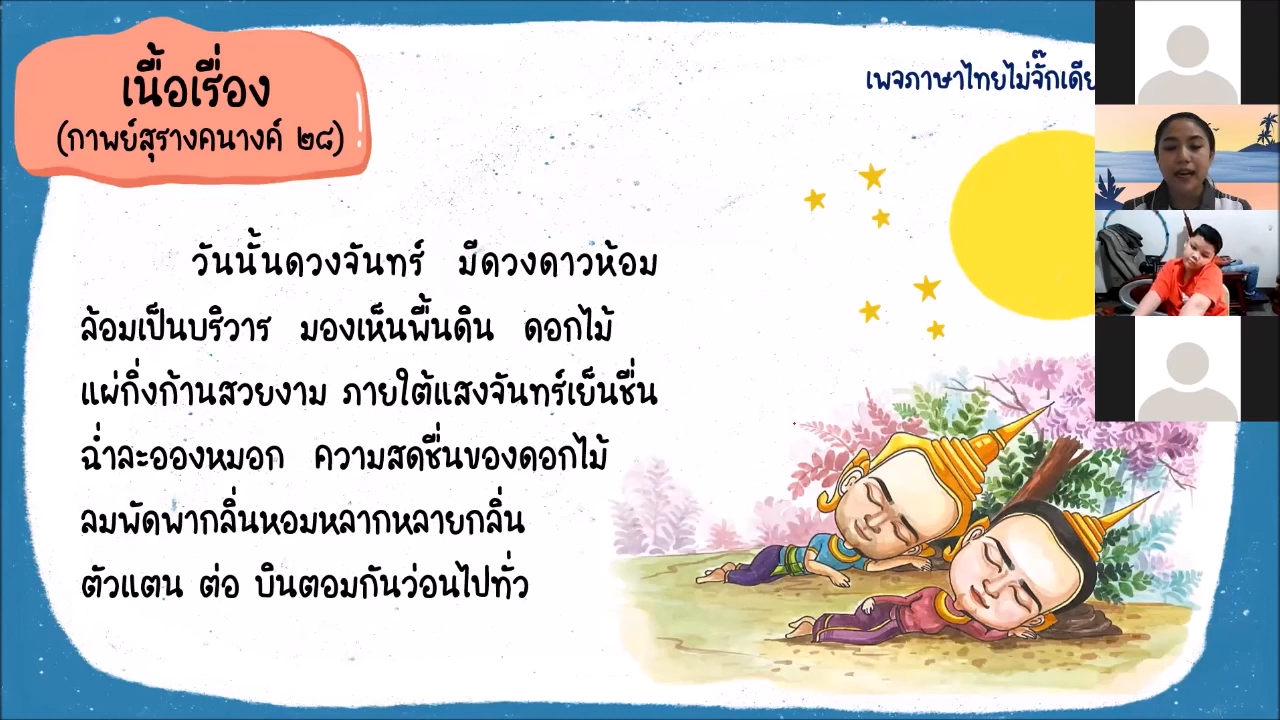 เนื้อเรื่อง
(กาพย์สุรางคนางค์ ๒๘)
เพจภาษาไทยไม่จั๊กเดีย
วันนั้นดวงจันทร์ มีดวงดาวห้อม
ล้อมเป็นบริวาร มองเห็นพื้นดิน ดอกไม้
แผ่กิ่งก้านสวยงาม ภายใต้แสงจันทร์เย็นชื่น
ฉ่ำละอองหมอก ความสดชื่นของดอกไม้
ลมพัดพากลิ่นหอมหลากหลายกลิ่น
ตัวแตน ต่อ บินตอมกันว่อนไปทั่ว